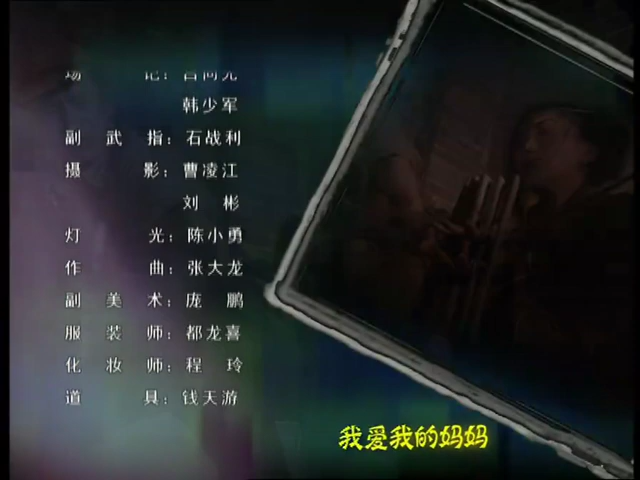 场 记：
韩少军
副 武 指：石战利
摄 影：曹凌江
刘 彬
灯 光：陈小勇
作 曲：张大龙
副 美 术：庞 鹏
服 装 师：都龙喜
化 妆 师：程 玲
道 具：钱天游
我爱我的妈妈